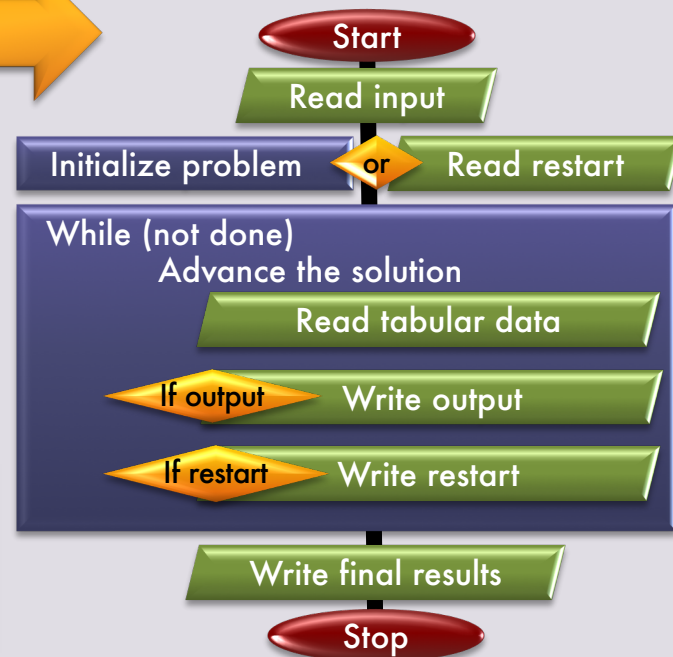 Start
Read input
Initialize problem or Read restart
While (not done)
Advance the solution
Read tabular data
If output Write output
If restart Write restart
Write final results
Stop